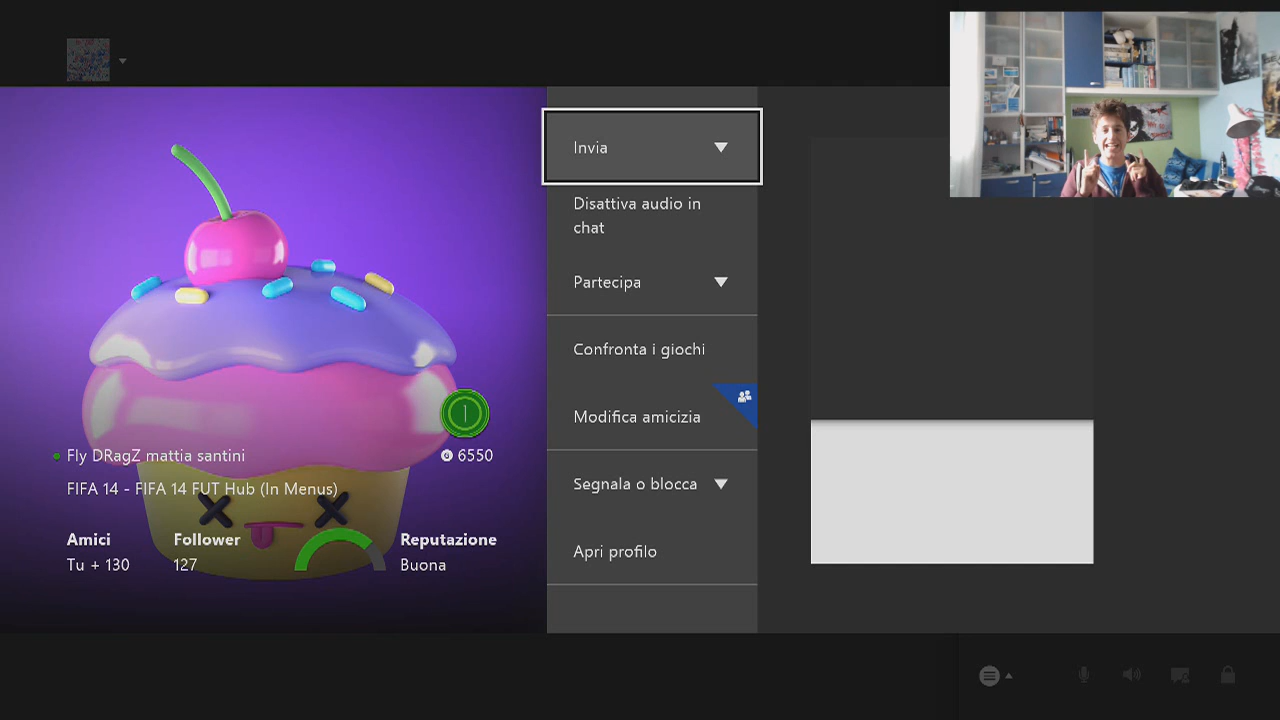 Invia
Disattiva audio in
chat
Partecipa
Confronta i giochi
Modifica amicizia
Segnala o blocca
Apri profilo
Fly DRagZ mattia santini
6550
FIFA 14 - FIFA 14 FUT Hub (In Menus)
Amici
Tu + 130
Follower
127
Reputazione
Buona